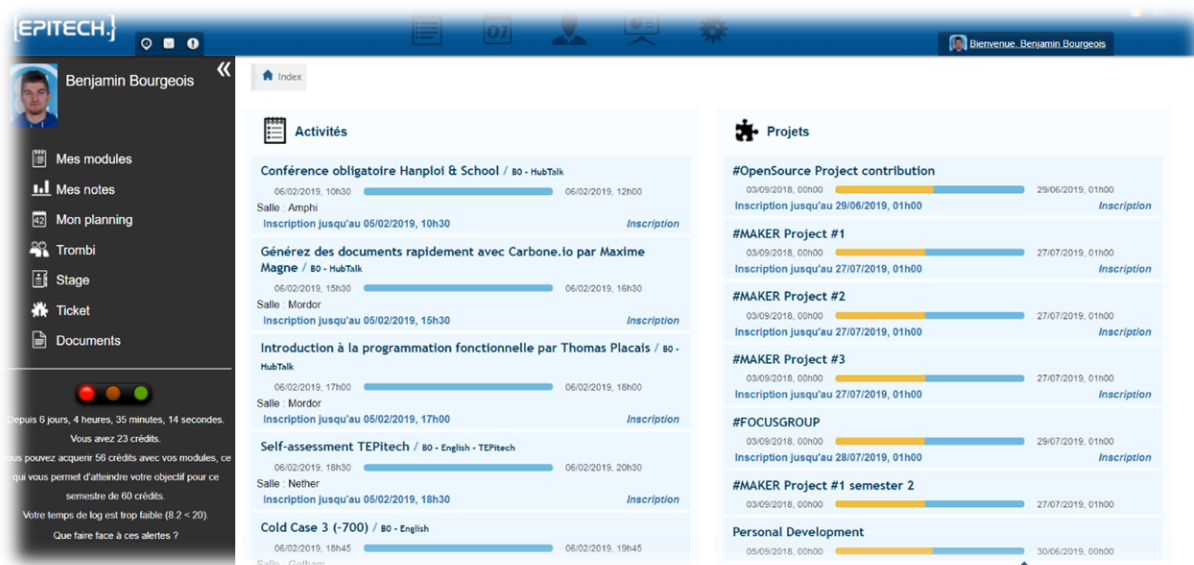 {EPITECH.}
01
Bienvenue, Benjamin Bourgeois
Benjamin Bourgeois
Mes modules
Mes notes
42
Mon planning
Trombi
Stage
Ticket
Documents
Depuis 6 jours, 4 heures, 35 minutes, 14 secondes.
Vous avez 23 crédits.
pouvez acquerir 56 crédits avec vos modules, ce
qui vous permet d'atteindre votre objectif pour ce
semestre de 60 crédits.
Votre temps de log est trop faible (8.2 < 20).
Que faire face à ces alertes ?
Index
Activités
Conférence obligatoire Hanploi & School / B0 - HubTalk
06/02/2019, 10h30 06/02/2019, 12h00
Salle : Amphi
Inscription jusqu'au 05/02/2019, 10h30 Inscription
Générez des documents rapidement avec Carbone.io par Maxime
Magne / B0 - HubTalk
06/02/2019, 15h30 06/02/2019, 16h30
Salle : Mordor
Inscription jusqu'au 05/02/2019, 15h30 Inscription
Introduction à la programmation fonctionnelle par Thomas Placais / B0 -
HubTalk
06/02/2019, 17h00 06/02/2019, 18h00
Salle : Mordor
Inscription jusqu'au 05/02/2019, 17h00 Inscription
Self-assessment TEPitech / B0 - English - TEPitech
06/02/2019, 18h30 06/02/2019, 20h30
Salle : Nether
Inscription jusqu'au 05/02/2019, 18h30 Inscription
Cold Case 3 (-700) / B0 - English
06/02/2019, 18h45 06/02/2019, 19h45
Salle : Gotham
Projets
#OpenSource Project contribution
03/09/2018, 00h00 29/06/2019, 01h00
Inscription jusqu'au 29/06/2019, 01h00 Inscription
#MAKER Project #1
03/09/2018, 00h00 27/07/2019, 01h00
Inscription jusqu'au 27/07/2019, 01h00 Inscription
#MAKER Project #2
03/09/2018, 00h00 27/07/2019, 01h00
Inscription jusqu'au 27/07/2019, 01h00 Inscription
#MAKER Project #3
03/09/2018, 00h00 27/07/2019, 01h00
Inscription jusqu'au 27/07/2019, 01h00 Inscription
#FOCUSGROUP
03/09/2018, 00h00 29/07/2019, 01h00
Inscription jusqu'au 28/07/2019, 01h00 Inscription
#MAKER Project #1 semester 2
03/09/2018, 00h00 27/07/2019, 01h00
Personal Development
05/09/2018, 00h00 30/06/2019, 00h00